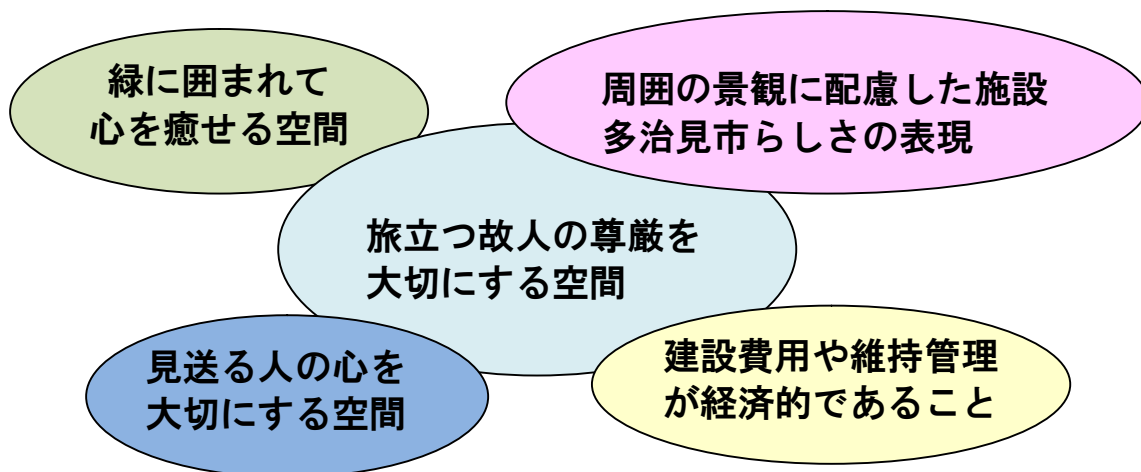 緑に囲まれて
心を癒せる空間
周囲の景観に配慮した施設
多治見市らしさの表現
旅立つ故人の尊厳を
大切にする空間
見送る人の心を
大切にする空間
建設費用や維持管理
が経済的であること